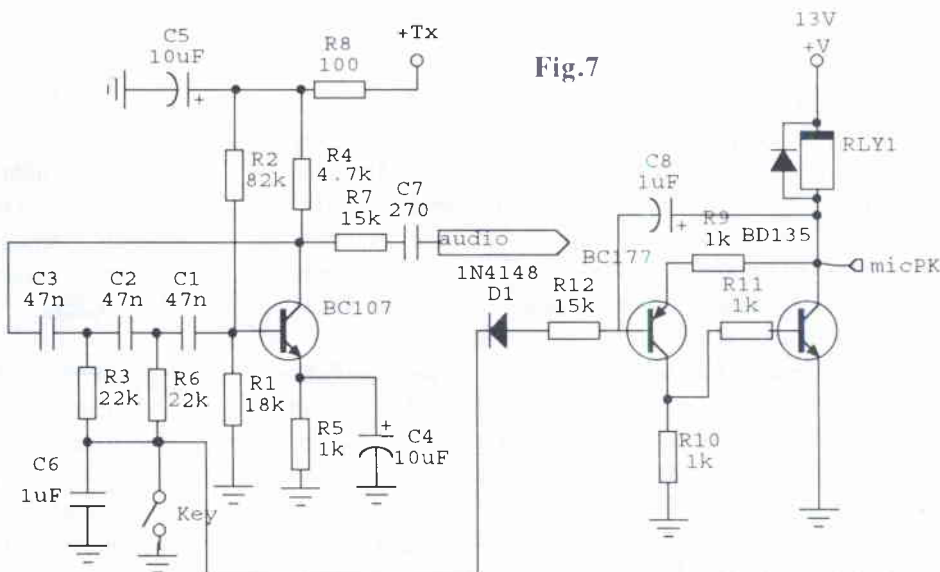 Fig.7
C5
10uF
+
R8
100
+Tx
13V
+V
R2
82k
R4
4.7k
R7
15k
C7
270
audio
C8
1uF
+
RLY1
R9
1k
BD135
micPK
C3
47n
C2
47n
C1
47n
BC107
1N4148
D1
R12
15k
BC177
R11
1k
R3
22k
R6
22k
R1
18k
R5
1k
+
C4
10uF
R10
1k
C6
1uF
Key